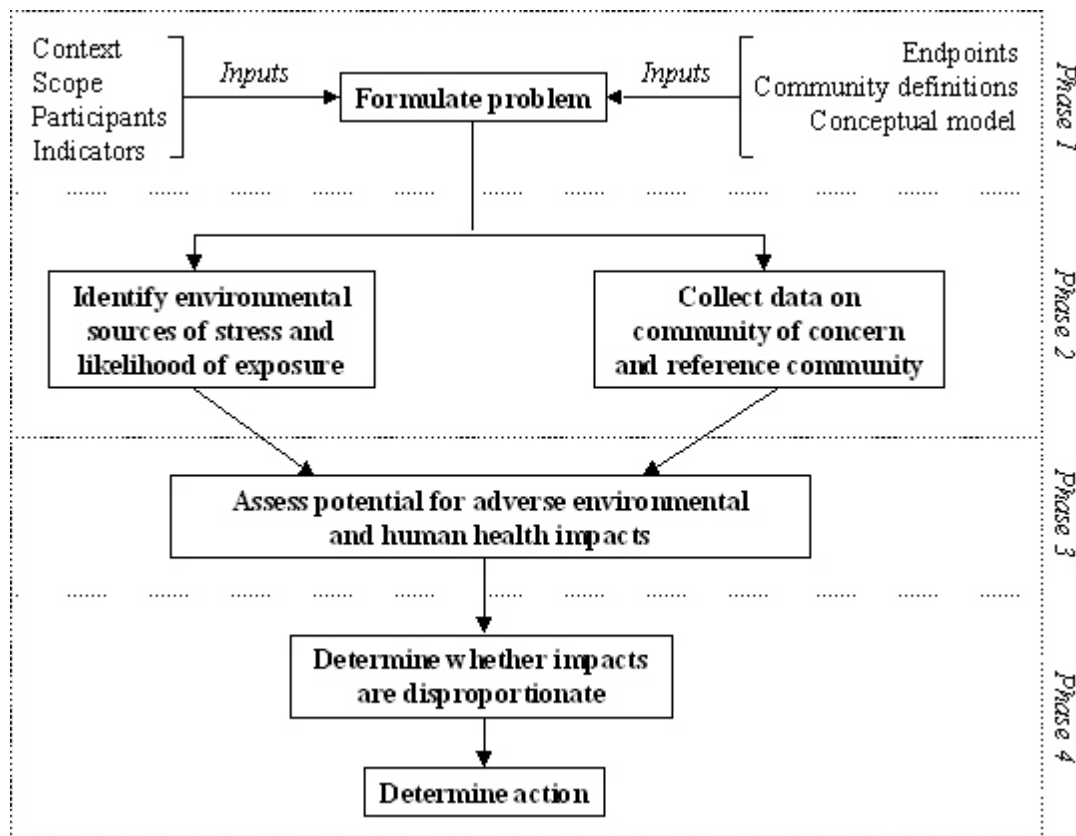 Context
Scope
Participants
Indicators
Inputs
Formulate problem
Inputs
Endpoints
Community definitions
Conceptual model
Phase 1
Identify environmental
sources of stress and
likelihood of exposure
Collect data on
community of concern
and reference community
Phase 2
Assess potential for adverse environmental
and human health impacts
Phase 3
Determine whether impacts
are disproportionate
Determine action
Phase 4